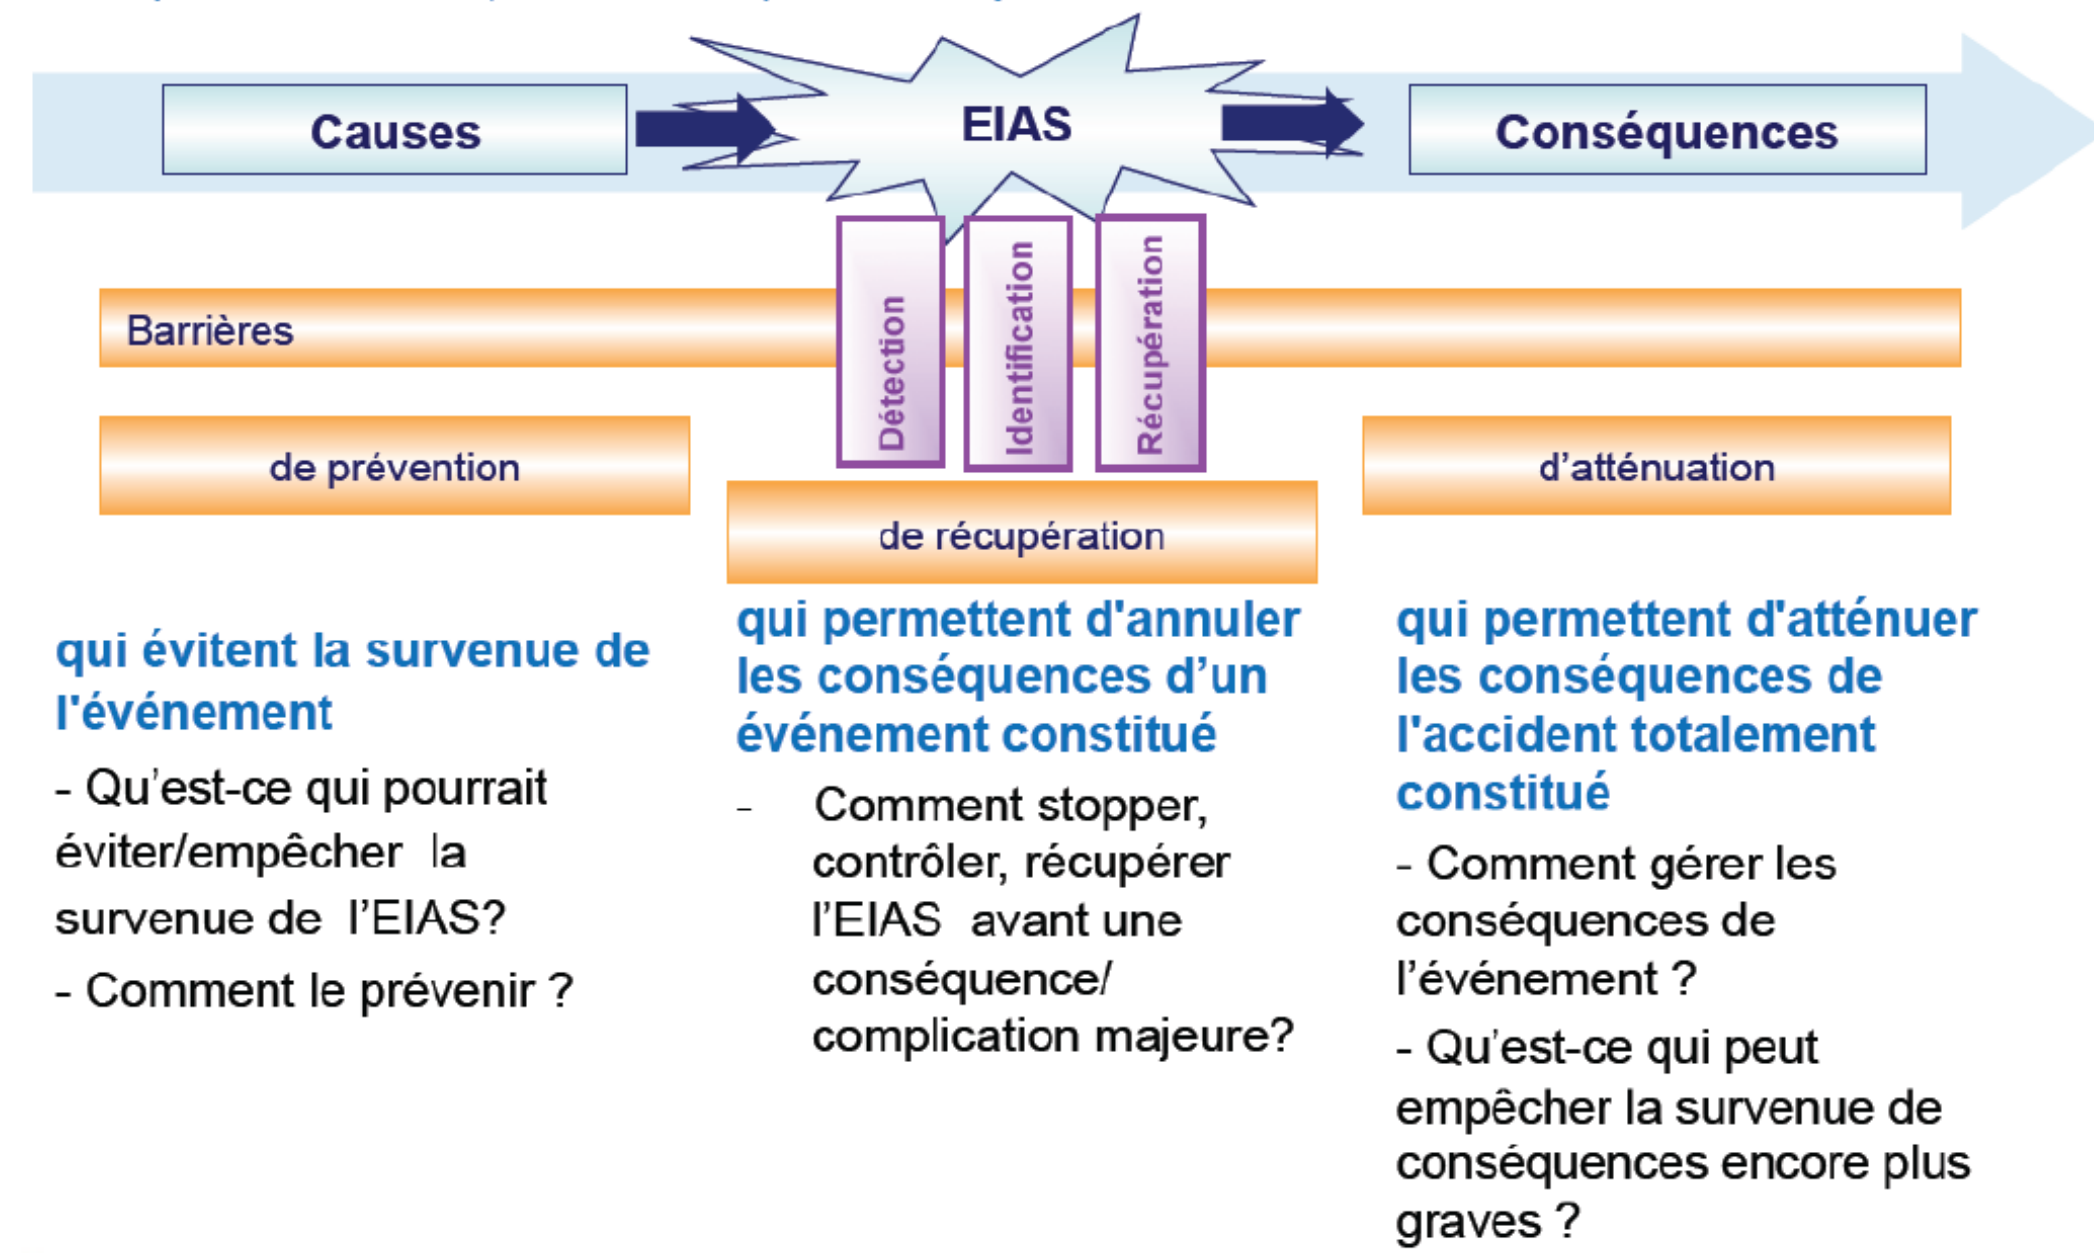 Causes
EIAS
Conséquences
Barrières
Détection
Identification
Récupération
de prévention
de récupération
d’atténuation
qui évitent la survenue de
l'événement
- Qu’est-ce qui pourrait
éviter/empêcher la
survenue de l’EIAS?
- Comment le prévenir ?
qui permettent d'annuler
les conséquences d’un
événement constitué
- Comment stopper,
contrôler, récupérer
l’EIAS avant une
conséquence/
complication majeure?
qui permettent d'atténuer
les conséquences de
l'accident totalement
constitué
- Comment gérer les
conséquences de
l’événement ?
- Qu’est-ce qui peut
empêcher la survenue de
conséquences encore plus
graves ?